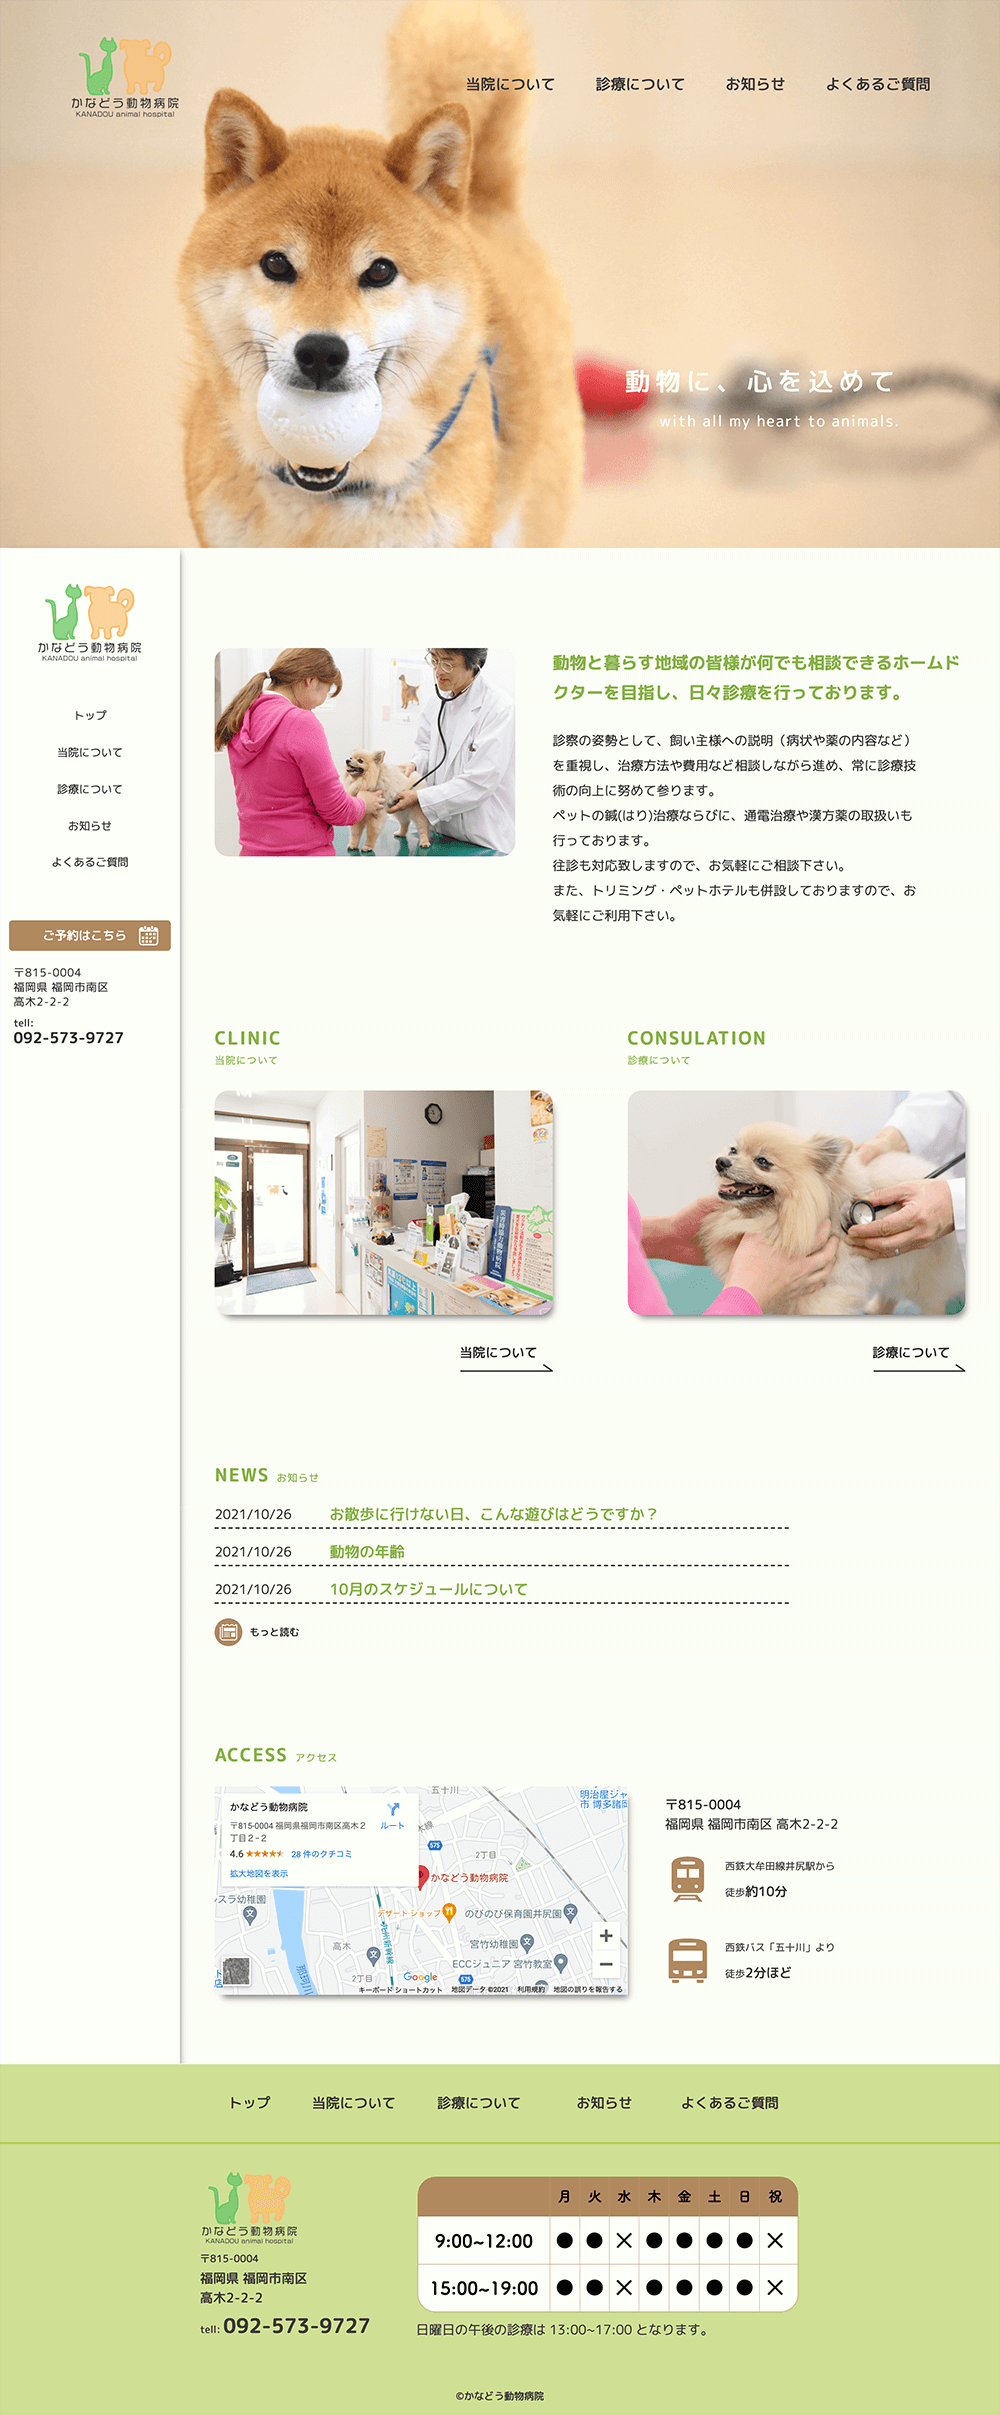 かなどう動物病院
KANADOU animal hospital
当院について
診療について
お知らせ
よくあるご質問
動物に、心を込めて
with all my heart to animals.
かなどう動物病院
KANADOU animal hospital
トップ
当院について
診療について
お知らせ
よくあるご質問
ご予約はこちら
〒815-0004
福岡県 福岡市南区
高木2-2-2
tell:
092-573-9727
動物と暮らす地域の皆様が何でも相談できるホームド
クターを目指し、日々診療を行っております。
診察の姿勢として、飼い主様への説明（病状や薬の内容など）
を重視し、治療方法や費用など相談しながら進め、常に診療技
術の向上に努めて参ります。
ペットの鍼(はり)治療ならびに、通電治療や漢方薬の取扱いも
行っております。
往診も対応致しますので、お気軽にご相談下さい。
また、トリミング・ペットホテルも併設しておりますので、お
気軽にご利用下さい。
CLINIC
当院について
CONSULATION
診療について
当院について
診療について
NEWS お知らせ
2021/10/26 お散歩に行けない日、こんな遊びはどうですか？
2021/10/26 動物の年齢
2021/10/26 10月のスケジュールについて
もっと読む
ACCESS アクセス
かなどう動物病院
〒815-0004 福岡県福岡市南区高木２
丁目２−２
4.6 ★★★★★ 28 件のクチコミ
拡大地図を表示
ルート
五十川
明治屋ジャ
市 博多諸岡
575
2丁目
かなどう動物病院
スラ幼稚園
デザート ショップ
のびのび保育園井尻園
高木
宮竹幼稚園
ECCジュニア 宮竹教室
2丁目
Google
575
キーボード ショートカット 地図データ ©2021 利用規約 地図の誤りを報告する
〒815-0004
福岡県 福岡市南区 高木2-2-2
西鉄大牟田線井尻駅から
徒歩約10分
西鉄バス「五十川」より
徒歩2分ほど
トップ
当院について
診療について
お知らせ
よくあるご質問
かなどう動物病院
KANADOU animal hospital
〒815-0004
福岡県 福岡市南区
高木2-2-2
tell: 092-573-9727
月 火 水 木 金 土 日 祝
9:00~12:00 ● ● × ● ● ● ● ×
15:00~19:00 ● ● × ● ● ● ● ×
日曜日の午後の診療は 13:00~17:00 となります。
©かなどう動物病院